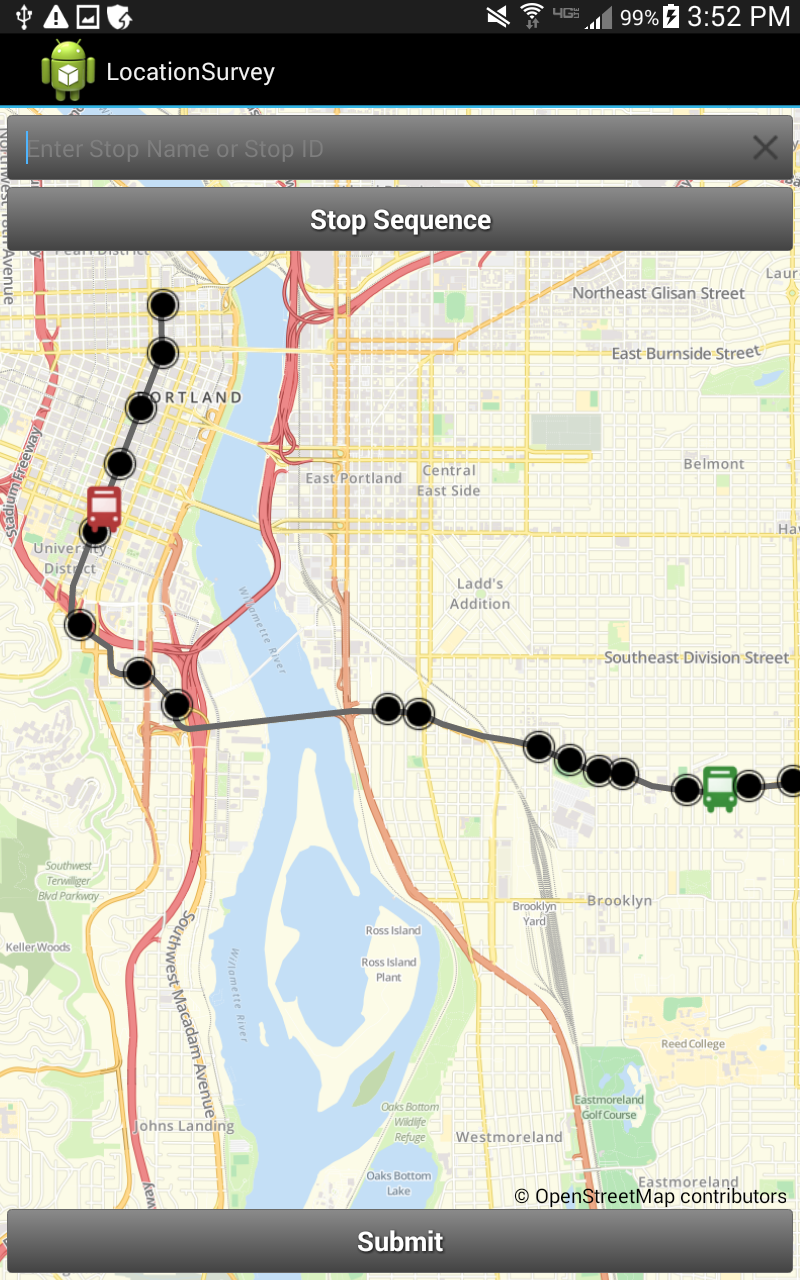 99% 3:52 PM
LocationSurvey
Enter Stop Name or Stop ID
Stop Sequence
Pearl District
Laur
Northeast Glisan Street
East Burnside Street
ORTLAND
Stadium Freeway
East Portland
Central
East Side
Belmont
Haw
University
District
Ladd's
Addition
Willamette River
Southeast Division Street
Southwest
Terwilliger
Blvd Parkway
Keller Woods
Brooklyn
Brooklyn
Yard
Ross Island
Ross Island
Plant
Willamette River
Southwest Macadam Avenue
Reed College
Eastmoreland
Golf Course
Johns Landing
Oaks Bottom
Wildlife
Refuge
Westmoreland
Oaks Bottom
Lake
Eastmoreland
way
© OpenStreetMap contributors
Submit